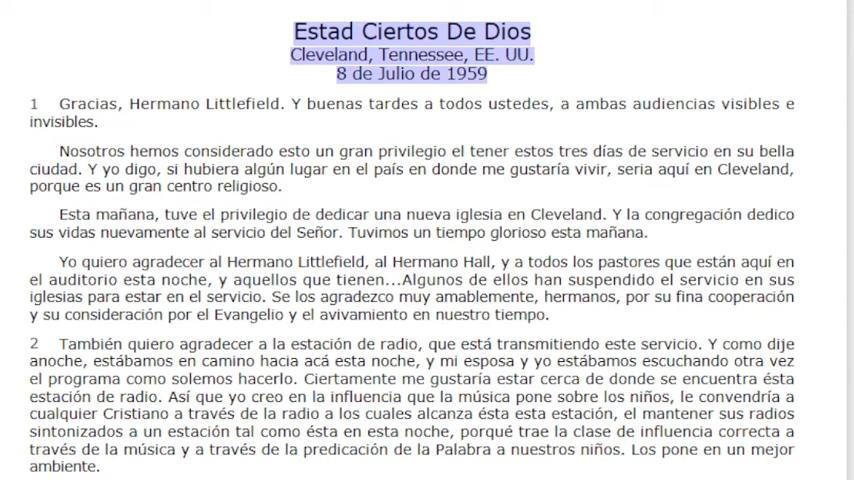 Estad Ciertos De Dios
Cleveland, Tennessee, EE. UU.
8 de Julio de 1959
1 Gracias, Hermano Littlefield. Y buenas tardes a todos ustedes, a ambas audiencias visibles e
invisibles.
Nosotros hemos considerado esto un gran privilegio el tener estos tres días de servicio en su bella
ciudad. Y yo digo, si hubiera algún lugar en el país en donde me gustaría vivir, seria aquí en Cleveland,
porque es un gran centro religioso.
Esta mañana, tuve el privilegio de dedicar una nueva iglesia en Cleveland. Y la congregación dedico
sus vidas nuevamente al servicio del Señor. Tuvimos un tiempo glorioso esta mañana.
Yo quiero agradecer al Hermano Littlefield, al Hermano Hall, y a todos los pastores que están aquí en
el auditorio esta noche, y aquellos que tienen...Algunos de ellos han suspendido el servicio en sus
iglesias para estar en el servicio. Se los agradezco muy amablemente, hermanos, por su fina cooperación
y su consideración por el Evangelio y el avivamiento en nuestro tiempo.
2 También quiero agradecer a la estación de radio, que está transmitiendo este servicio. Y como dije
anoche, estábamos en camino hacia acá esta noche, y mi esposa y yo estábamos escuchando otra vez
el programa como solemos hacerlo. Ciertamente me gustaría estar cerca de donde se encuentra ésta
estación de radio. Así que yo creo en la influencia que la música pone sobre los niños, le convendría a
cualquier Cristiano a través de la radio a los cuales alcanza ésta esta estación, el mantener sus radios
sintonizados a un estación tal como ésta en esta noche, porqué trae la clase de influencia correcta a
través de la música y a través de la predicación de la Palabra a nuestros niños. Los pone en un mejor
ambiente.